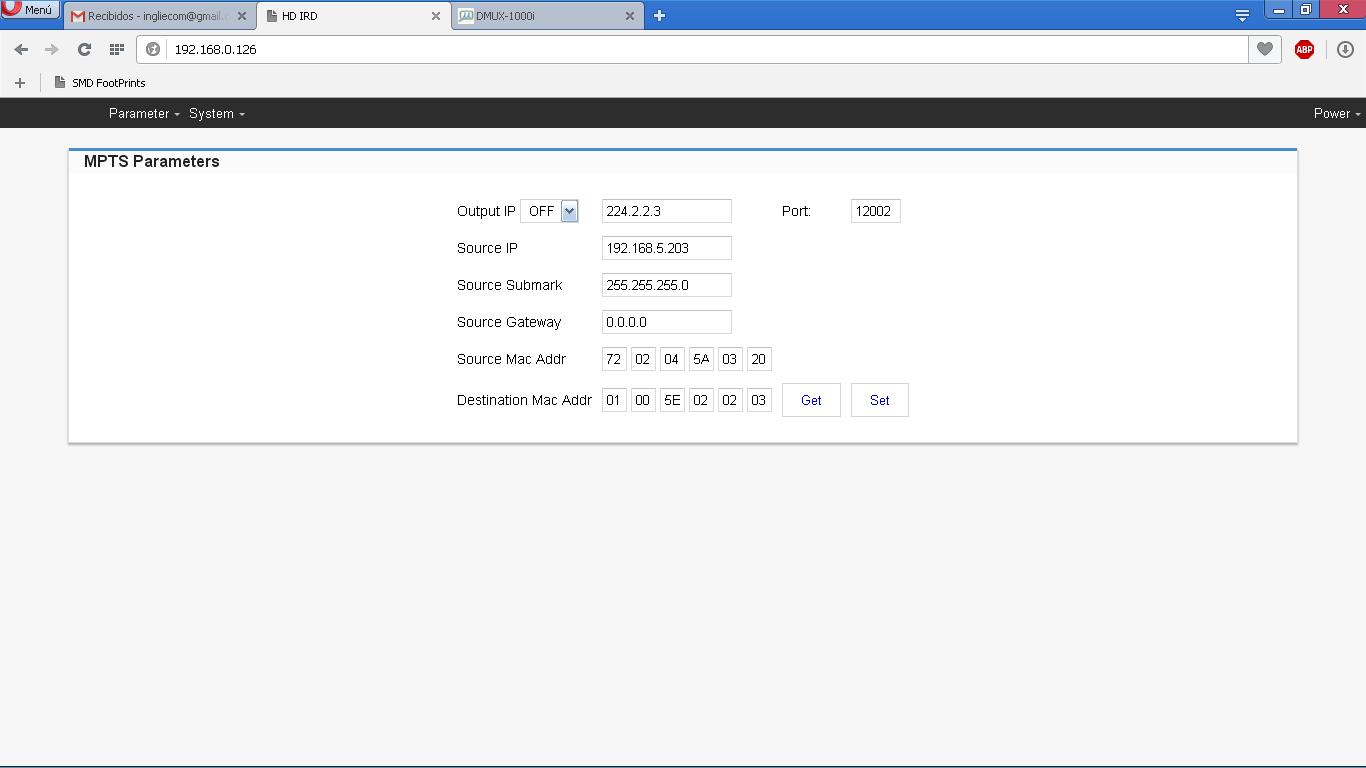 Menú
Recibidos - ingliecom@gmail.c
HD IRD
DMUX-1000i
192.168.0.126
ABP
SMD FootPrints
Parameter System Power
MPTS Parameters
Output IP OFF 224.2.2.3 Port: 12002
Source IP 192.168.5.203
Source Submark 255.255.255.0
Source Gateway 0.0.0.0
Source Mac Addr 72 02 04 5A 03 20
Destination Mac Addr 01 00 5E 02 02 03 Get Set